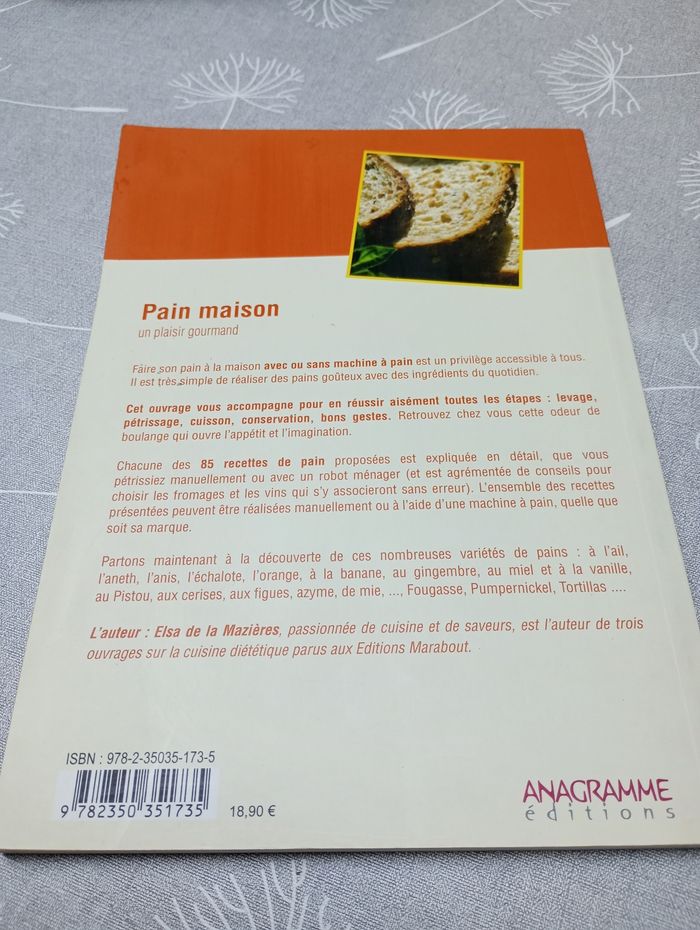 Pain maison
un plaisir gourmand
Faire son pain à la maison avec ou sans machine à pain est un privilège accessible à tous.
Il est très simple de réaliser des pains goûteux avec des ingrédients du quotidien.
Cet ouvrage vous accompagne pour en réussir aisément toutes les étapes : levage,
pétrissage, cuisson, conservation, bons gestes. Retrouvez chez vous cette odeur de
boulange qui ouvre l'appétit et l'imagination.
Chacune des 85 recettes de pain proposées est expliquée en détail, que vous
pétrissiez manuellement ou avec un robot ménager (et est agrémentée de conseils pour
choisir les fromages et les vins qui s'y associeront sans erreur). L'ensemble des recettes
présentées peuvent être réalisées manuellement ou à l'aide d'une machine à pain, quelle que
soit sa marque.
Partons maintenant à la découverte de ces nombreuses variétés de pains : à l'ail,
l'aneth, l'anis, l'échalote, l'orange, à la banane, au gingembre, au miel et à la vanille,
au Pistou, aux cerises, aux figues, azyme, de mie, ..., Fougasse, Pumpernickel, Tortillas ....
L'auteur : Elsa de la Mazières, passionnée de cuisine et de saveurs, est l'auteur de trois
ouvrages sur la cuisine diététique parus aux Editions Marabout.
ISBN : 978-2-35035-173-5
9 782350 351735
18,90 €
ANAGRAMME
éditions